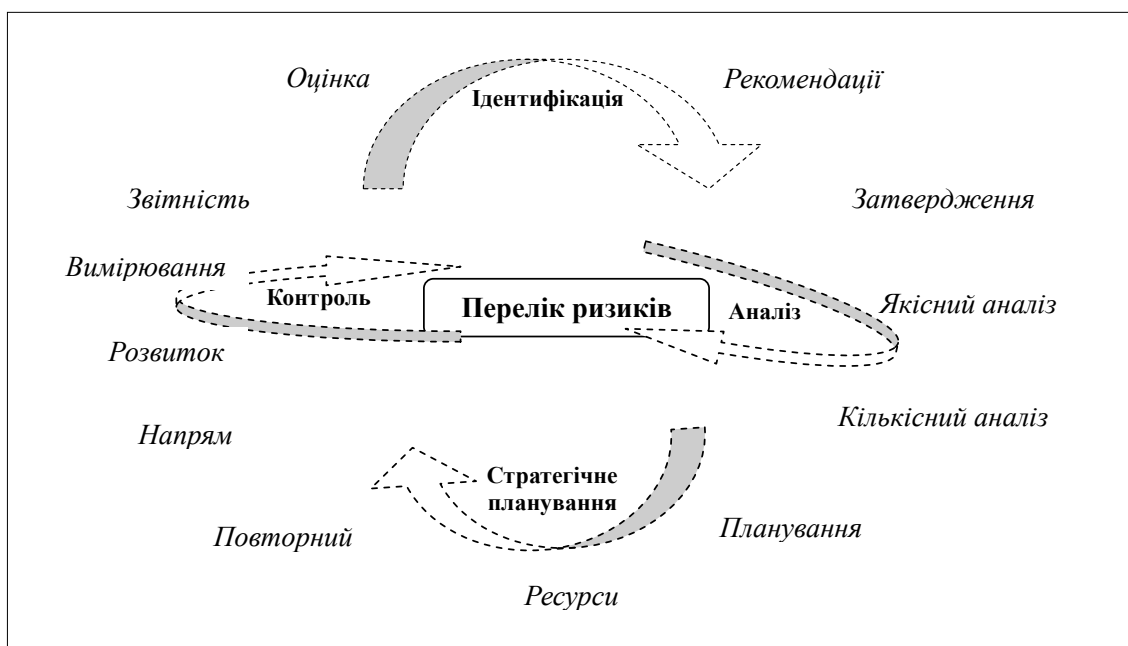 Оцінка
Рекомендації
Ідентифікація
Звітність
Затвердження
Вимірювання
Контроль
Перелік ризиків
Аналіз
Якісний аналіз
Розвиток
Кількісний аналіз
Напрям
Стратегічне
планування
Повторний
Планування
Ресурси